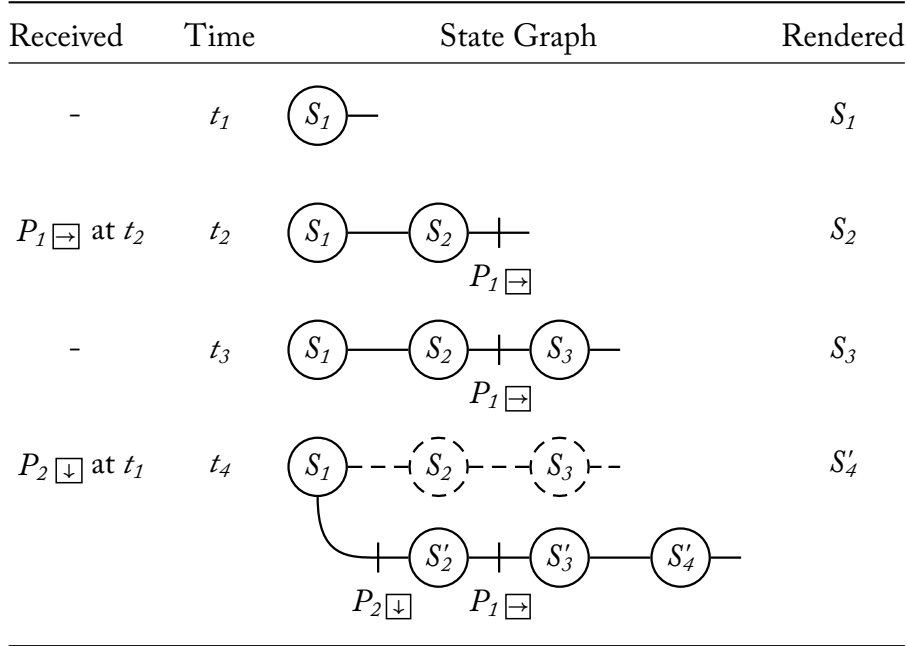 Received Time State Graph Rendered
- t₁ S₁ S₁
P₁ → at t₂ t₂ S₁ S₂ S₂
P₁ →
- t₃ S₁ S₂ S₃ S₃
P₁ →
P₂ ↓ at t₁ t₄ S₁ S₂ S₃ S′₄
S′₂ S′₃ S′₄
P₂ ↓ P₁ →